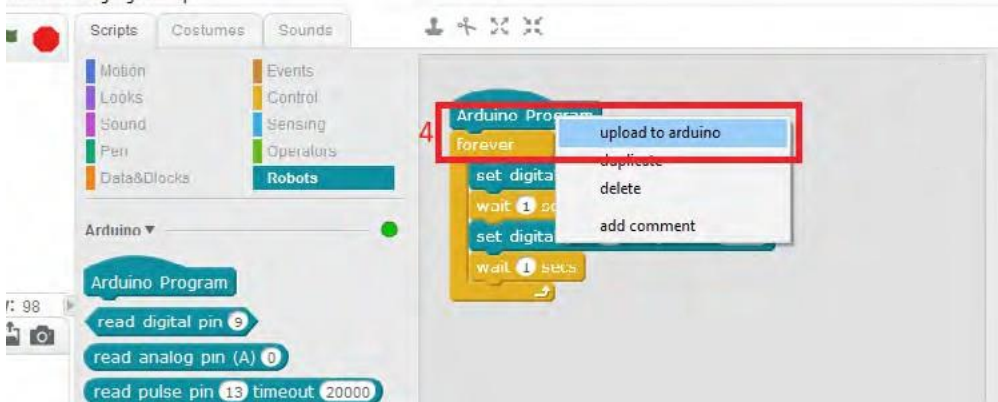 Scripts Costumes Sounds
Motion Events
Looks Control
Sound Sensing
Pen Operators
Data&Blocks Robots
Arduino
Arduino Program
read digital pin 9
read analog pin (A) 0
read pulse pin 13 timeout 20000
98
4
Arduino Pro
forever
set digita
wait 1
set digita
wait 1 secs
upload to arduino
duplicate
delete
add comment